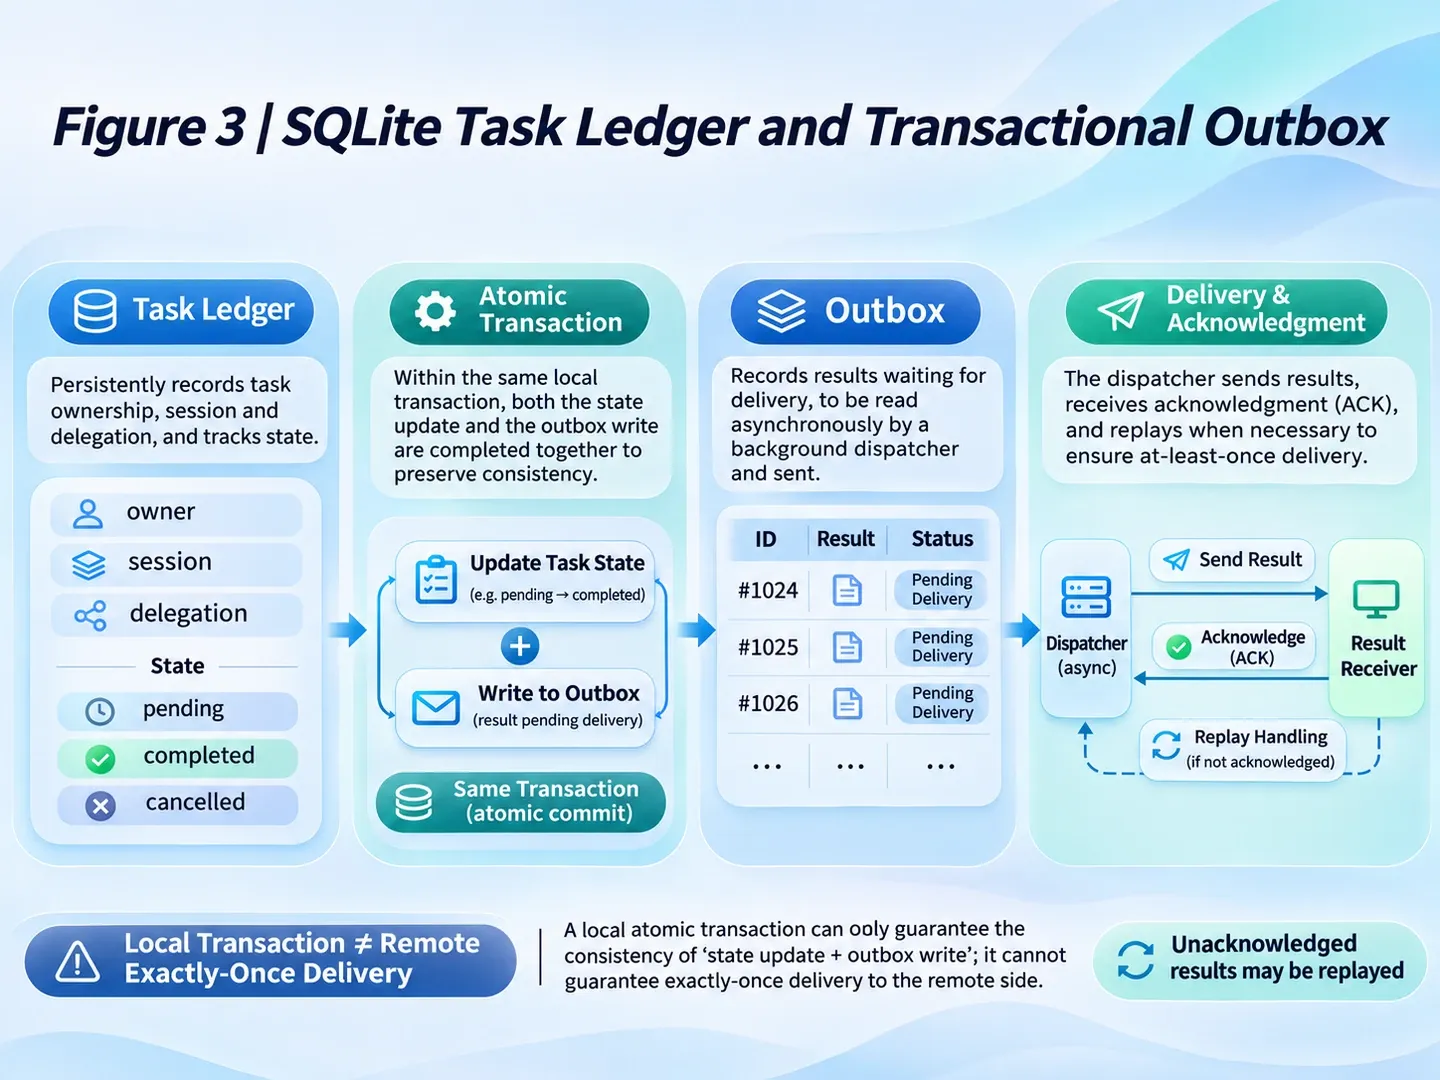 Figure 3 | SQLite Task Ledger and Transactional Outbox
Task Ledger
Persistently records task
ownership, session and
delegation, and tracks state.
owner
session
delegation
State
pending
completed
cancelled
Atomic
Transaction
Within the same local
transaction, both the state
update and the outbox write
are completed together to
preserve consistency.
Update Task State
(e.g. pending → completed)
+
Write to Outbox
(result pending delivery)
Same Transaction
(atomic commit)
Outbox
Records results waiting for
delivery, to be read
asynchronously by a
background dispatcher
and sent.
ID Result Status
#1024 Pending
Delivery
#1025 Pending
Delivery
#1026 Pending
Delivery
... ... ...
Delivery &
Acknowledgment
The dispatcher sends results,
receives acknowledgment (ACK),
and replays when necessary to
ensure at-least-once delivery.
Dispatcher
(async)
Send Result
Acknowledge
(ACK)
Result
Receiver
Replay Handling
(if not acknowledged)
Local Transaction ≠ Remote
Exactly-Once Delivery
A local atomic transaction can only guarantee the
consistency of ‘state update + outbox write’; it cannot
guarantee exactly-once delivery to the remote side.
Unacknowledged
results may be replayed